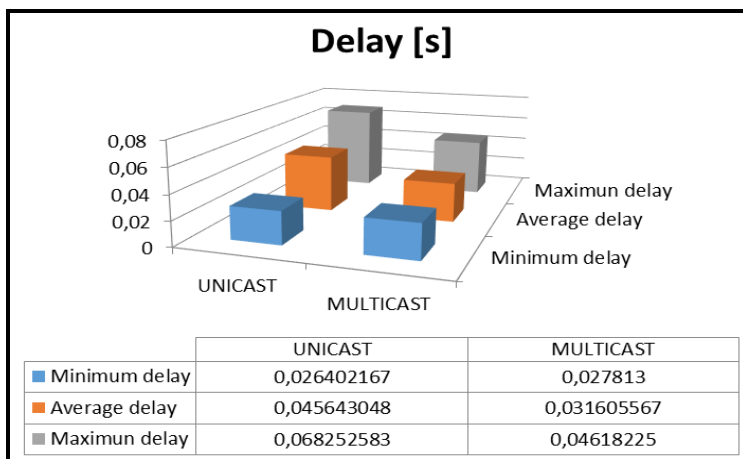 Delay [s]
0,08
0,06
0,04
0,02
0
UNICAST
MULTICAST
Maximun delay
Average delay
Minimum delay
UNICAST MULTICAST
Minimum delay 0,026402167 0,027813
Average delay 0,045643048 0,031605567
Maximun delay 0,068252583 0,04618225